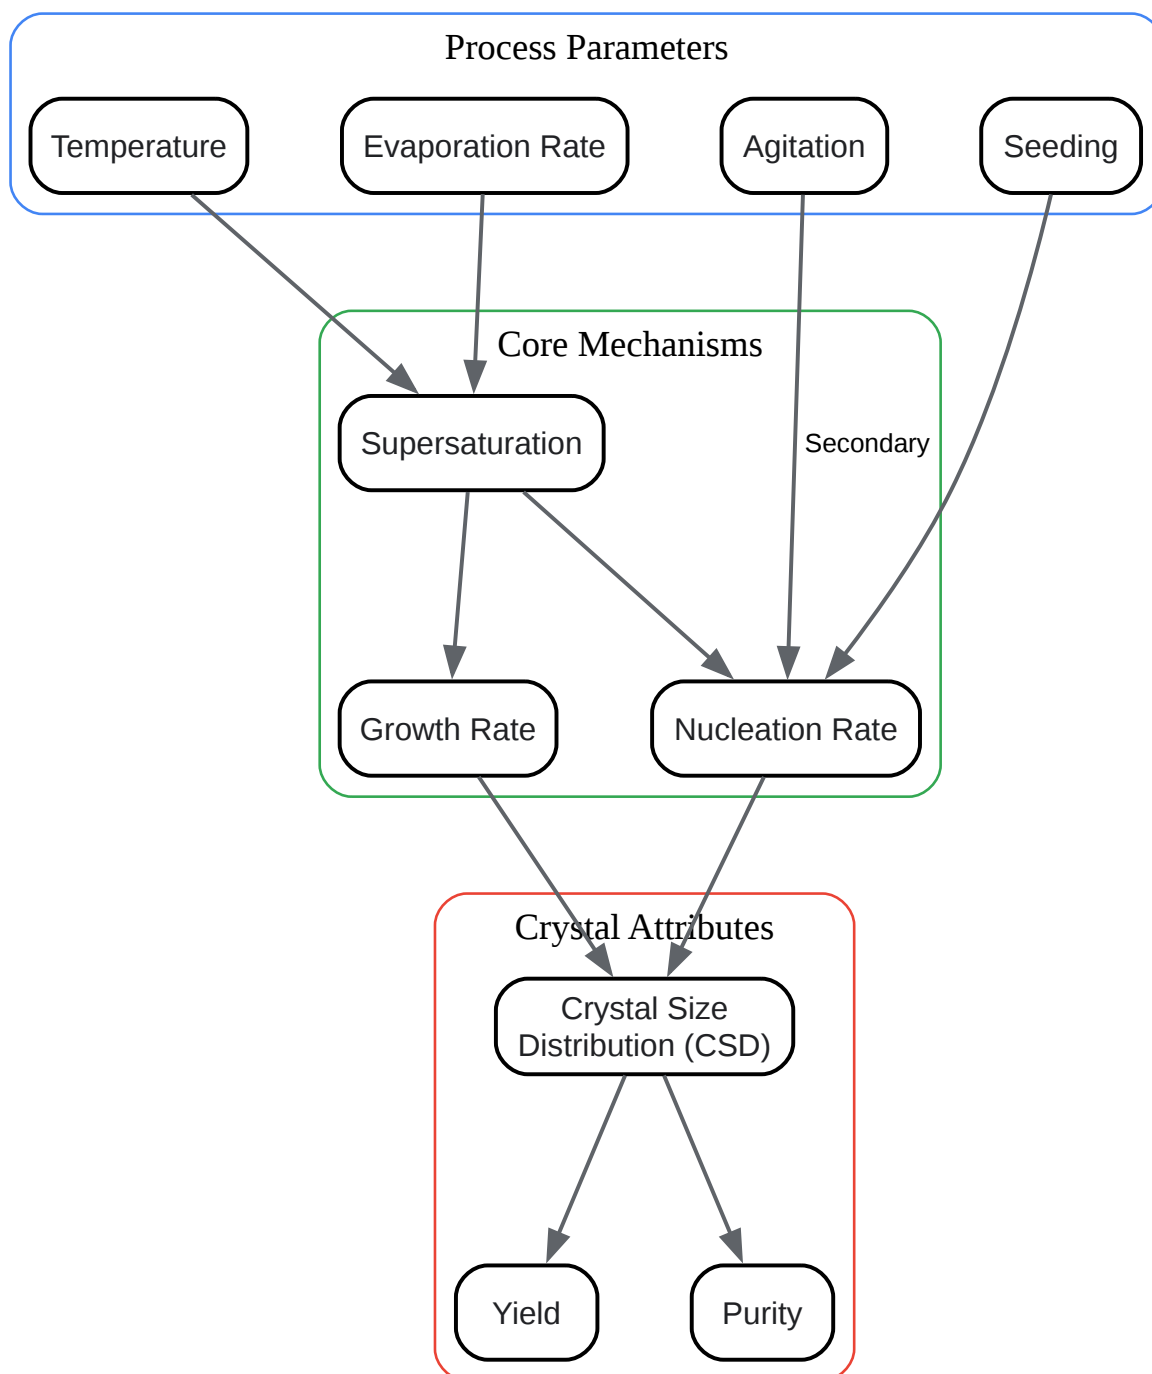 Process Parameters
Temperature
Evaporation Rate
Agitation
Seeding
Core Mechanisms
Supersaturation
Secondary
Growth Rate
Nucleation Rate
Crystal Attributes
Crystal Size
Distribution (CSD)
Yield
Purity